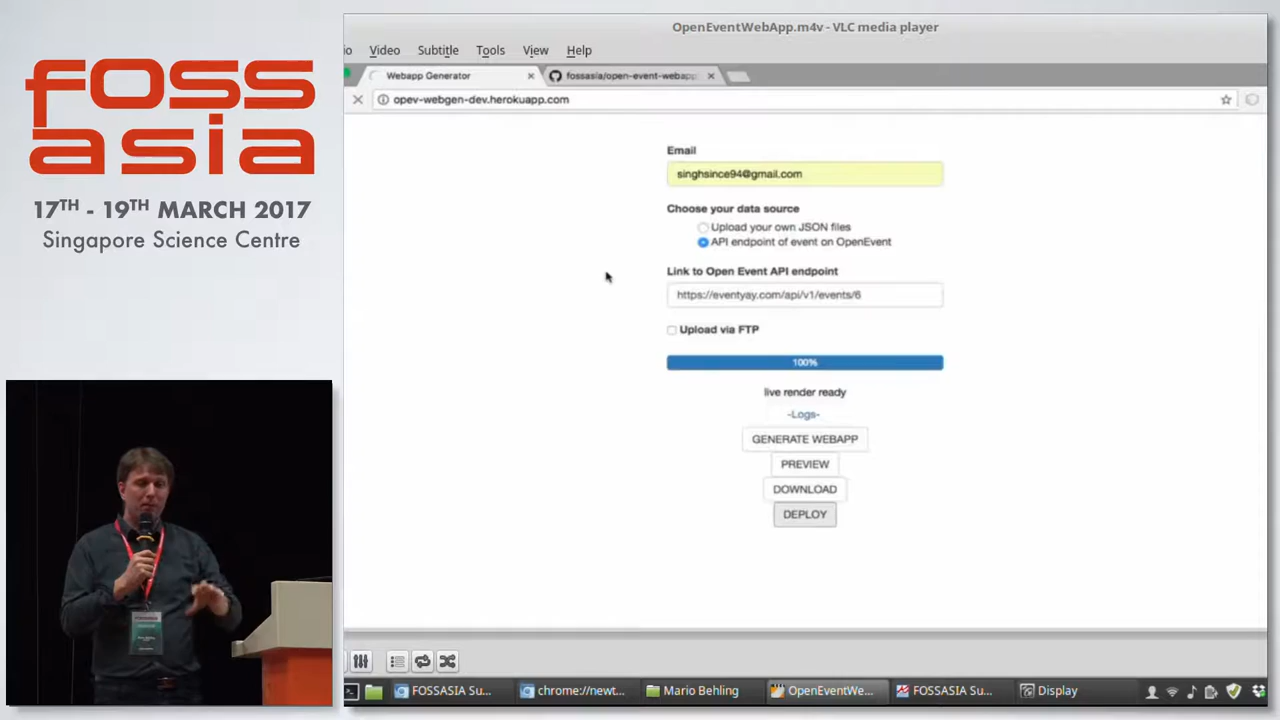 foss
asia
17TH - 19TH MARCH 2017
Singapore Science Centre
OpenEventWebApp.m4v - VLC media player
io Video Subtitle Tools View Help
Webapp Generator
fossasia/open-event-webapp
opev-webgen-dev.herokuapp.com
Email
singhsince94@gmail.com
Choose your data source
Upload your own JSON files
API endpoint of event on OpenEvent
Link to Open Event API endpoint
https://eventyay.com/api/v1/events/6
Upload via FTP
100%
live render ready
-Logs-
GENERATE WEBAPP
PREVIEW
DOWNLOAD
DEPLOY
FOSSASIA Su...
chrome://newt...
Mario Behling
OpenEventWe...
FOSSASIA Su...
Display